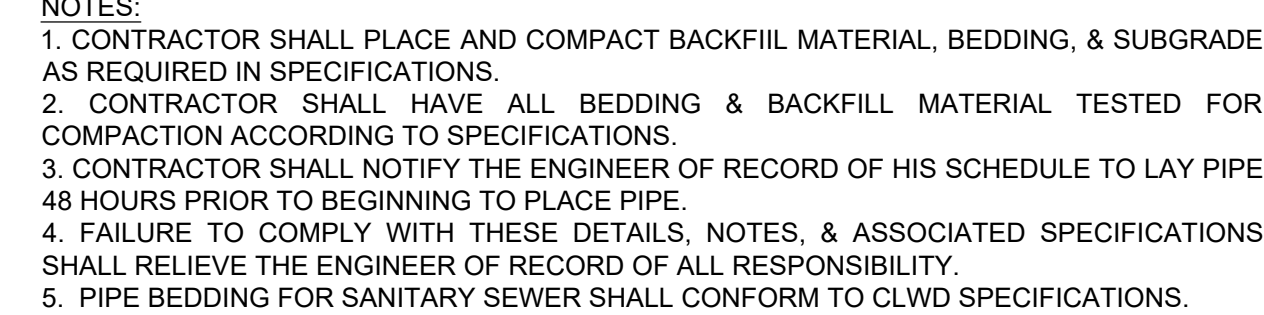 NOTES:
1. CONTRACTOR SHALL PLACE AND COMPACT BACKFIIL MATERIAL, BEDDING, & SUBGRADE
AS REQUIRED IN SPECIFICATIONS.
2. CONTRACTOR SHALL HAVE ALL BEDDING & BACKFILL MATERIAL TESTED FOR
COMPACTION ACCORDING TO SPECIFICATIONS.
3. CONTRACTOR SHALL NOTIFY THE ENGINEER OF RECORD OF HIS SCHEDULE TO LAY PIPE
48 HOURS PRIOR TO BEGINNING TO PLACE PIPE.
4. FAILURE TO COMPLY WITH THESE DETAILS, NOTES, & ASSOCIATED SPECIFICATIONS
SHALL RELIEVE THE ENGINEER OF RECORD OF ALL RESPONSIBILITY.
5. PIPE BEDDING FOR SANITARY SEWER SHALL CONFORM TO CLWD SPECIFICATIONS.